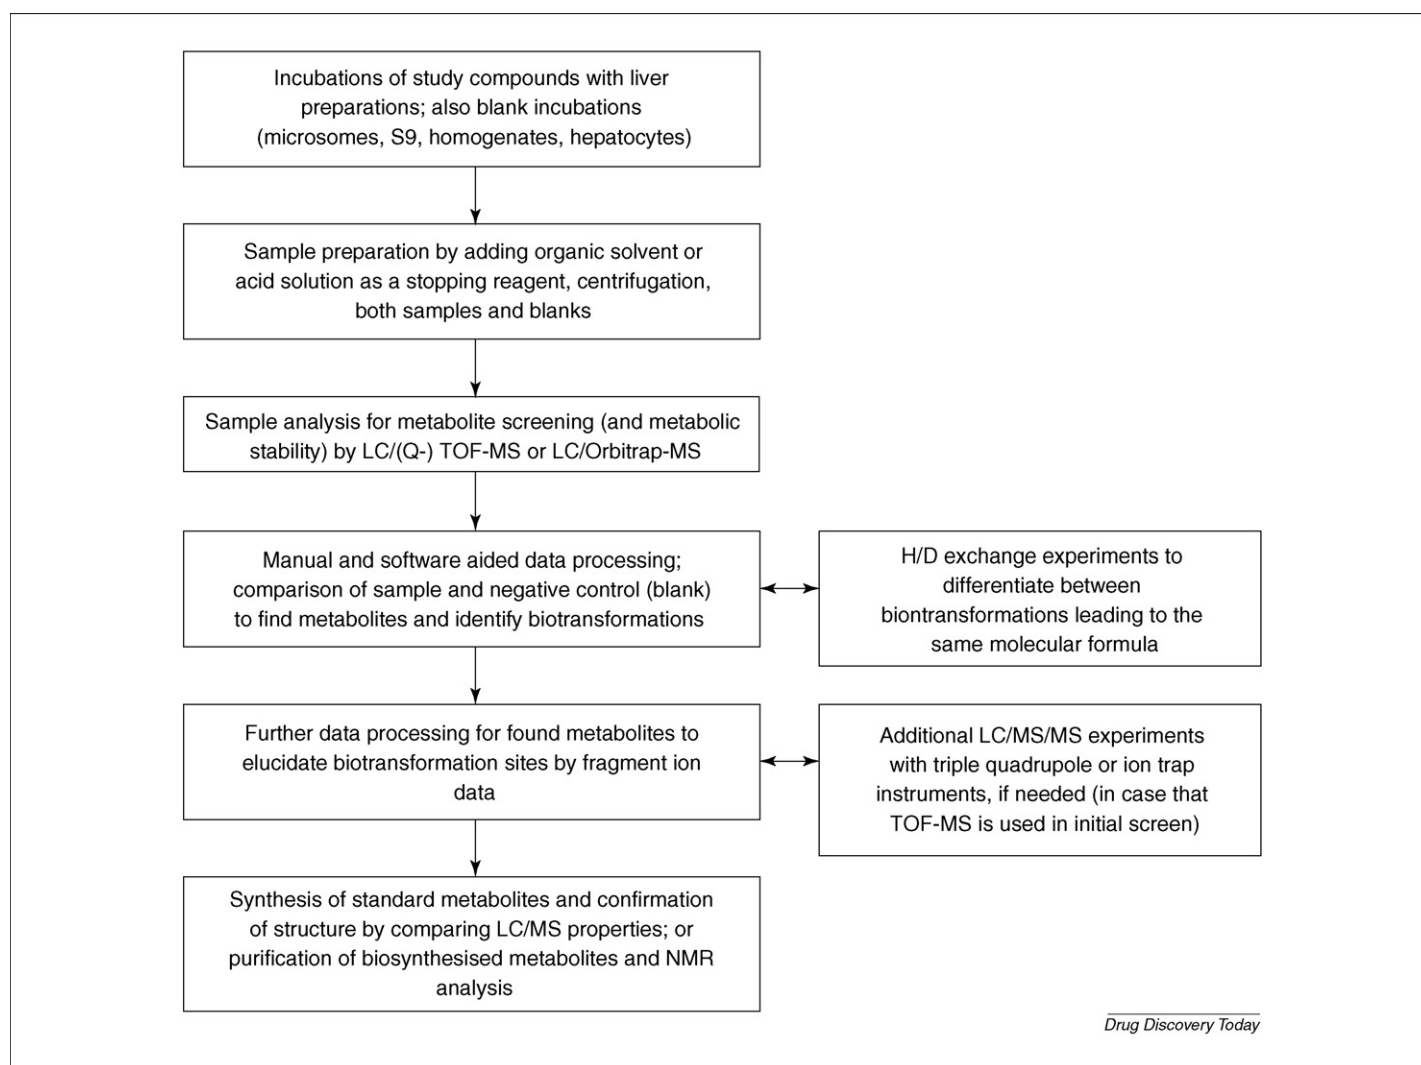 Incubations of study compounds with liver
preparations; also blank incubations
(microsomes, S9, homogenates, hepatocytes)
Sample preparation by adding organic solvent or
acid solution as a stopping reagent, centrifugation,
both samples and blanks
Sample analysis for metabolite screening (and metabolic
stability) by LC/(Q-) TOF-MS or LC/Orbitrap-MS
Manual and software aided data processing;
comparison of sample and negative control (blank)
to find metabolites and identify biotransformations
H/D exchange experiments to
differentiate between
biontransformations leading to the
same molecular formula
Further data processing for found metabolites to
elucidate biotransformation sites by fragment ion
data
Additional LC/MS/MS experiments
with triple quadrupole or ion trap
instruments, if needed (in case that
TOF-MS is used in initial screen)
Synthesis of standard metabolites and confirmation
of structure by comparing LC/MS properties; or
purification of biosynthesised metabolites and NMR
analysis
Drug Discovery Today